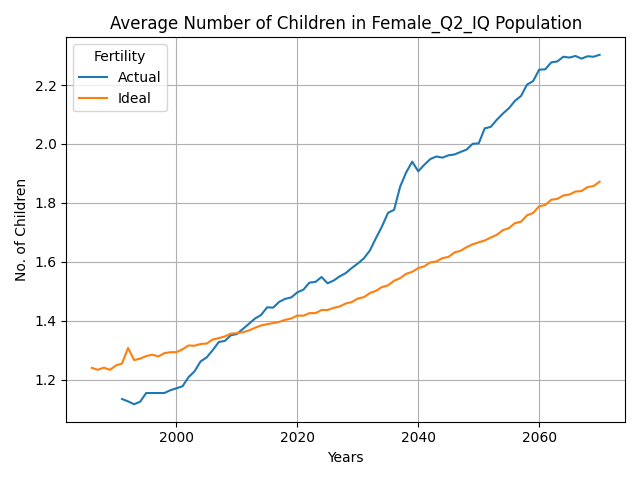 Average Number of Children in Female_Q2_IQ Population
Fertility
Actual
Ideal
No. of Children
2.2
2.0
1.8
1.6
1.4
1.2
2000 2020 2040 2060
Years